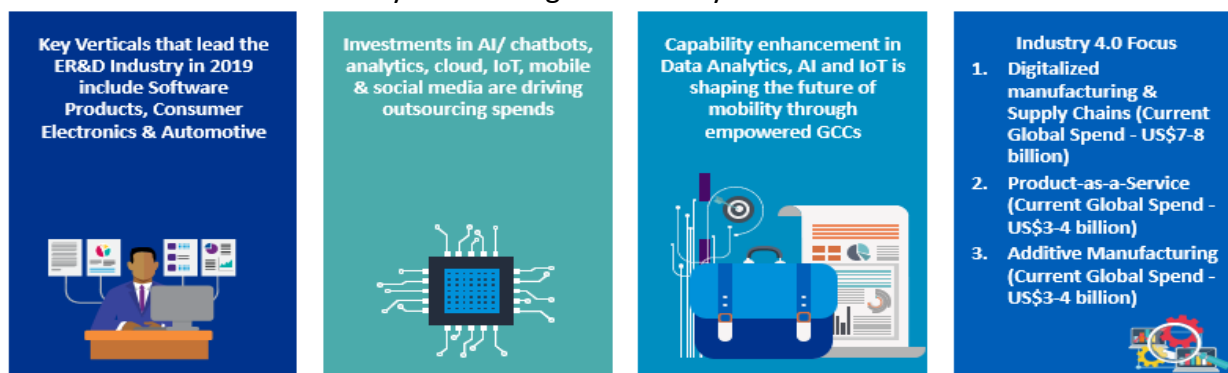 Key Verticals that lead the
ER&D Industry in 2019
include Software
Products, Consumer
Electronics & Automotive
Investments in AI/ chatbots,
analytics, cloud, IoT, mobile
& social media are driving
outsourcing spends
Capability enhancement in
Data Analytics, AI and IoT is
shaping the future of
mobility through
empowered GCCs
Industry 4.0 Focus
1. Digitalized
manufacturing &
Supply Chains (Current
Global Spend - US$7-8
billion)
2. Product-as-a-Service
(Current Global Spend -
US$3-4 billion)
3. Additive Manufacturing
(Current Global Spend -
US$3-4 billion)